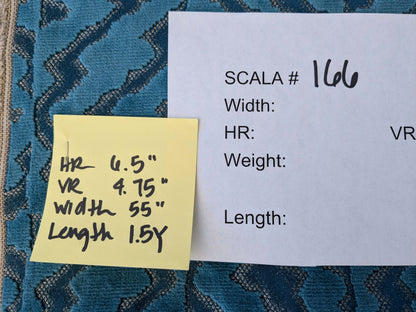 SCALA # 166
Width:
HR: VR
Weight:
Length:
HR 6.5"
VR 4.75"
Width 55"
Length 1.5Y